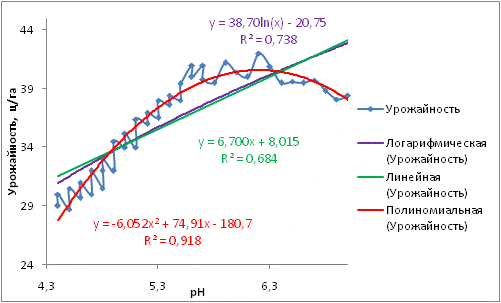 y = 38,70ln(x) - 20,75
R² = 0,738
44
39
34
29
24
Урожайность, ц/га
y = 6,700x + 8,015
R² = 0,684
y = -6,052x² + 74,91x - 180,7
R² = 0,918
4,3
5,3
6,3
pH
Урожайность
Логарифмическая
(Урожайность)
Линейная
(Урожайность)
Полиномиальная
(Урожайность)